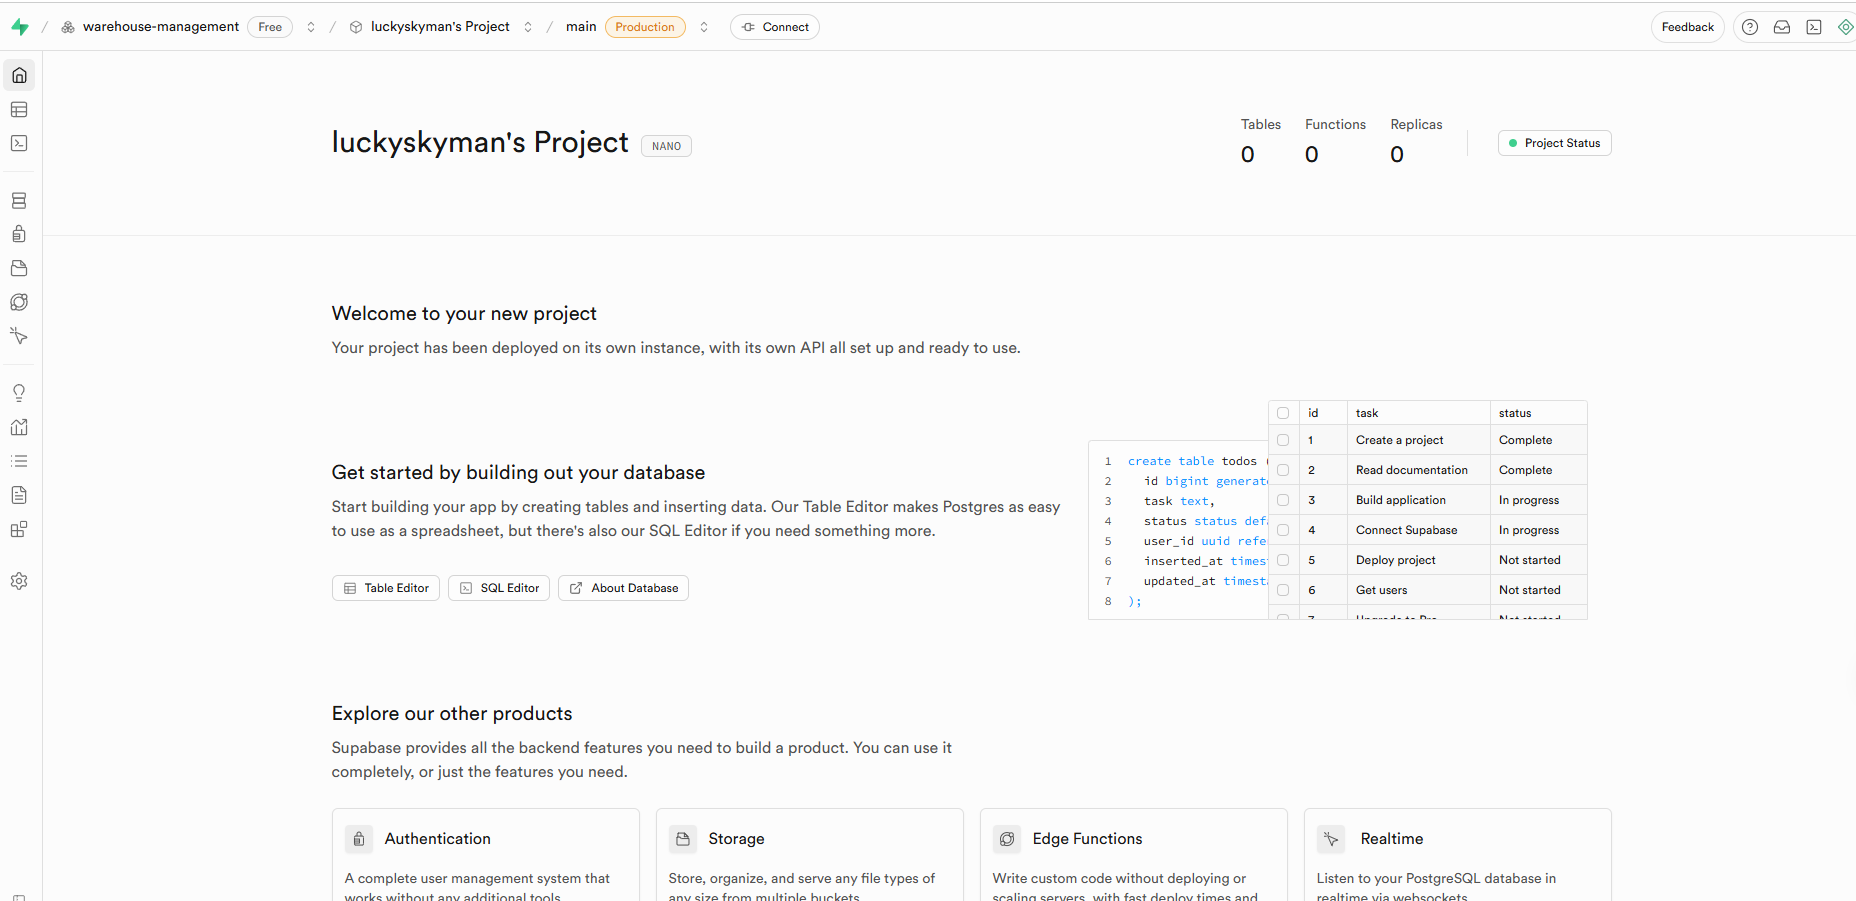 / warehouse-management Free / luckyskyman's Project / main Production Connect Feedback
luckyskyman's Project NANO
Tables Functions Replicas
0 0 0
Project Status
Welcome to your new project
Your project has been deployed on its own instance, with its own API all set up and ready to use.
Get started by building out your database
Start building your app by creating tables and inserting data. Our Table Editor makes Postgres as easy
to use as a spreadsheet, but there's also our SQL Editor if you need something more.
Table Editor SQL Editor About Database
1 create table todos (
2 id bigint generate
3 task text,
4 status status defa
5 user_id uuid refe
6 inserted_at times
7 updated_at timesta
8 );
id task status
1 Create a project Complete
2 Read documentation Complete
3 Build application In progress
4 Connect Supabase In progress
5 Deploy project Not started
6 Get users Not started
7 Upgrade to Pro Not started
Explore our other products
Supabase provides all the backend features you need to build a product. You can use it
completely, or just the features you need.
Authentication
A complete user management system that
works without any additional tools
Storage
Store, organize, and serve any file types of
any size from multiple buckets
Edge Functions
Write custom code without deploying or
scaling servers, with fast deploy times and
Realtime
Listen to your PostgreSQL database in
realtime via websockets